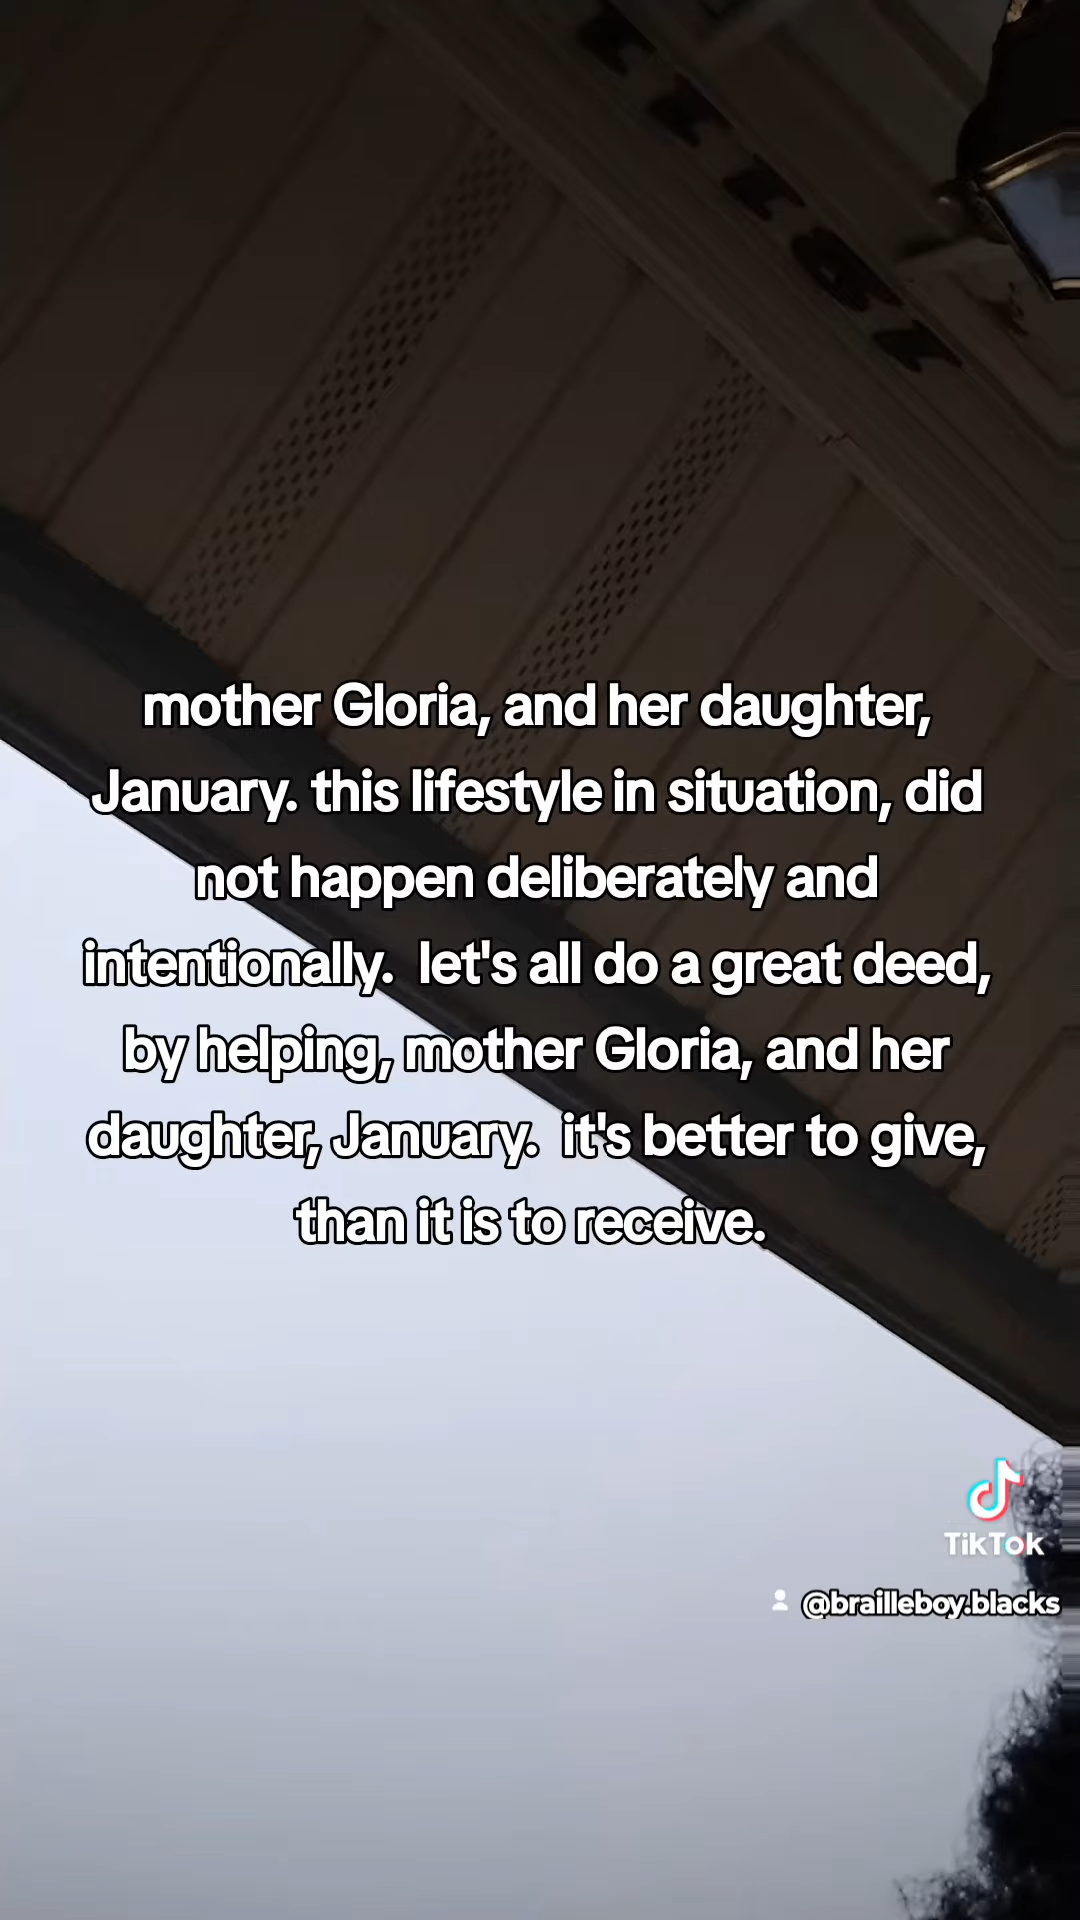 mother Gloria, and her daughter,
January. this lifestyle in situation, did
not happen deliberately and
intentionally.  let's all do a great deed,
by helping, mother Gloria, and her
daughter, January.  it's better to give,
than it is to receive.
TikTok
@brailleboy.blacks